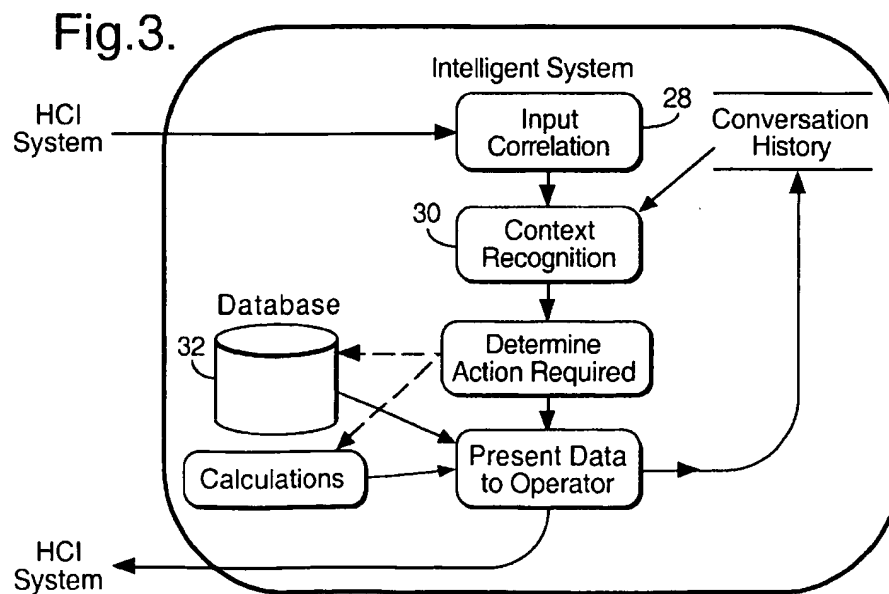 Fig.3.
Intelligent System
HCI
System
Input
Correlation
28
Conversation
History
30
Context
Recognition
Database
32
Determine
Action Required
Calculations
Present Data
to Operator
HCI
System